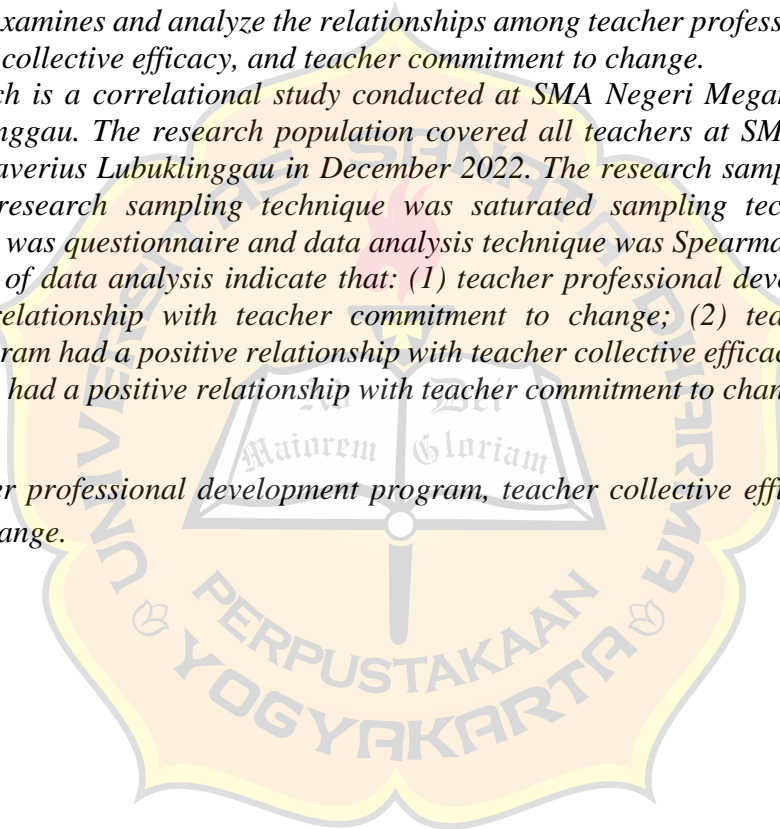 xamines and analyze the relationships among teacher profess
collective efficacy, and teacher commitment to change.
ch is a correlational study conducted at SMA Negeri Megan
nggau. The research population covered all teachers at SM
averius Lubuklinggau in December 2022. The research samp
research sampling technique was saturated sampling tec
was questionnaire and data analysis technique was Spearma
of data analysis indicate that: (1) teacher professional deve
relationship with teacher commitment to change; (2) tea
ram had a positive relationship with teacher collective efficac
had a positive relationship with teacher commitment to chan
er professional development program, teacher collective effi
ange.
UNIVERSITAS SANATA DHARMA
Ad Dei
Maiorem Gloriam
PERPUSTAKAAN
YOGYAKARTA